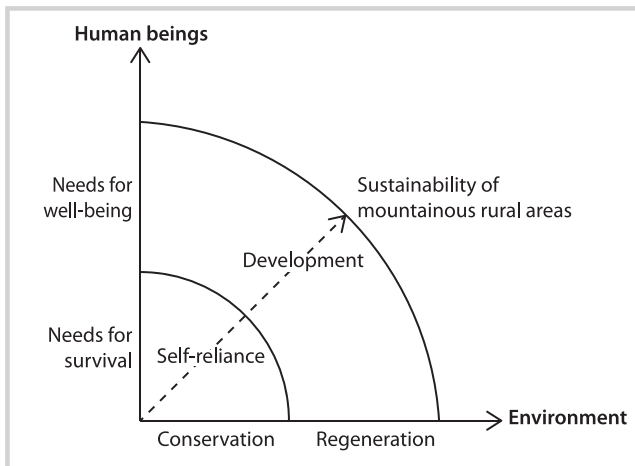 Human beings
Needs for
well-being
Sustainability of
mountainous rural areas
Development
Needs for
survival
Self-reliance
Environment
Conservation
Regeneration